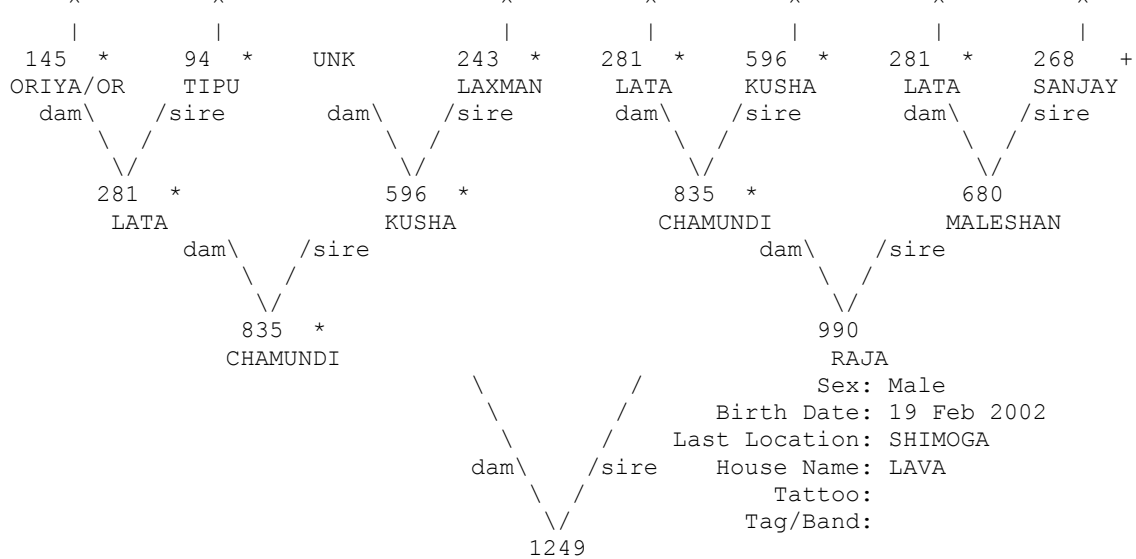 ^ ^ ^ ^ ^ ^ ^
| | | | | | |
145 * 94 * UNK 243 * 281 * 596 * 281 * 268 +
ORIYA/OR TIPU LAXMAN LATA KUSHA LATA SANJAY
dam\ /sire dam\ /sire dam\ /sire dam\ /sire
\ / \ / \ / \ /
\/ \/ \/ \/
281 * 596 * 835 * 680
LATA KUSHA CHAMUNDI MALESHAN
dam\ /sire dam\ /sire
\ / \ /
\/ \/
835 * 990
CHAMUNDI RAJA
\ / Sex: Male
\ / Birth Date: 19 Feb 2002
\ / Last Location: SHIMOGA
dam\ /sire House Name: LAVA
\ / Tattoo:
\/ Tag/Band:
1249